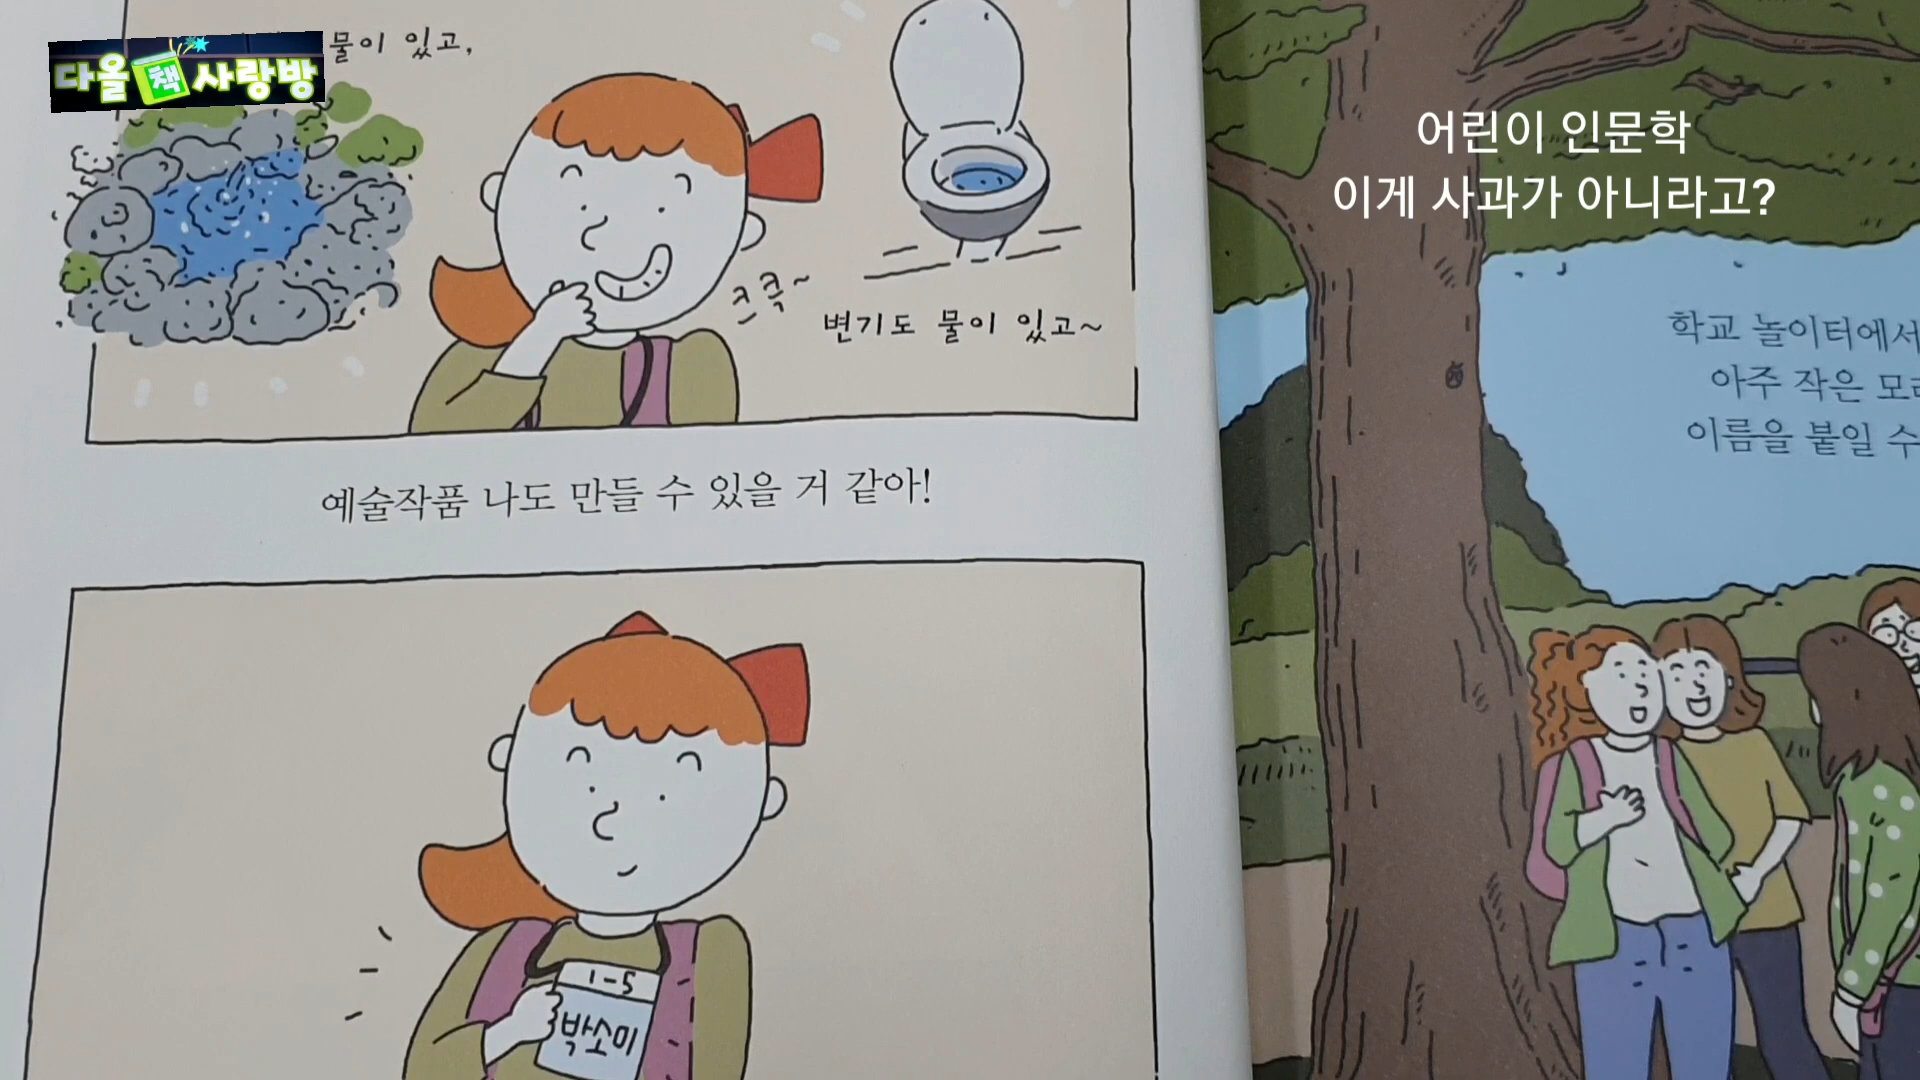 다올 책 사랑방
물이 있고,
크큭~
변기도 물이 있고~
예술작품 나도 만들 수 있을 거 같아!
1-5
박소미
어린이 인문학
이게 사과가 아니라고?
학교 놀이터에서
아주 작은
이름을 붙일 수